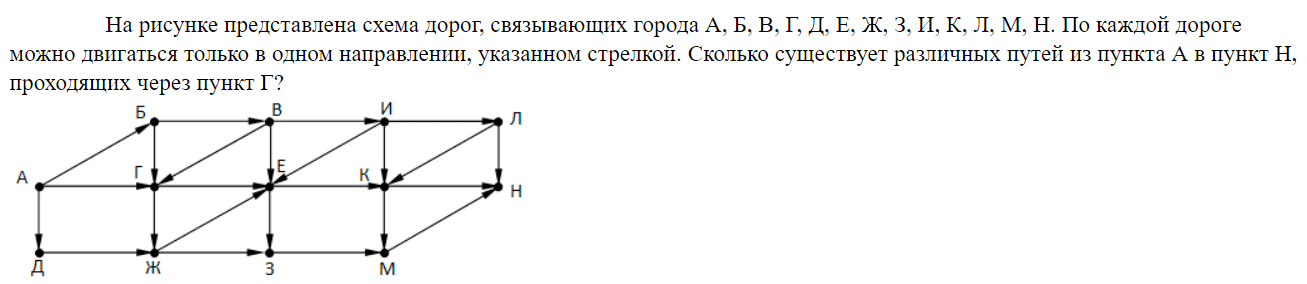 На рисунке представлена схема дорог, связывающих города А, Б, В, Г, Д, Е, Ж, З, И, К, Л, М, Н. По каждой дороге
можно двигаться только в одном направлении, указанном стрелкой. Сколько существует различных путей из пункта А в пункт Н,
проходящих через пункт Г?
Б В И Л
А Г Е К Н
Д Ж З М